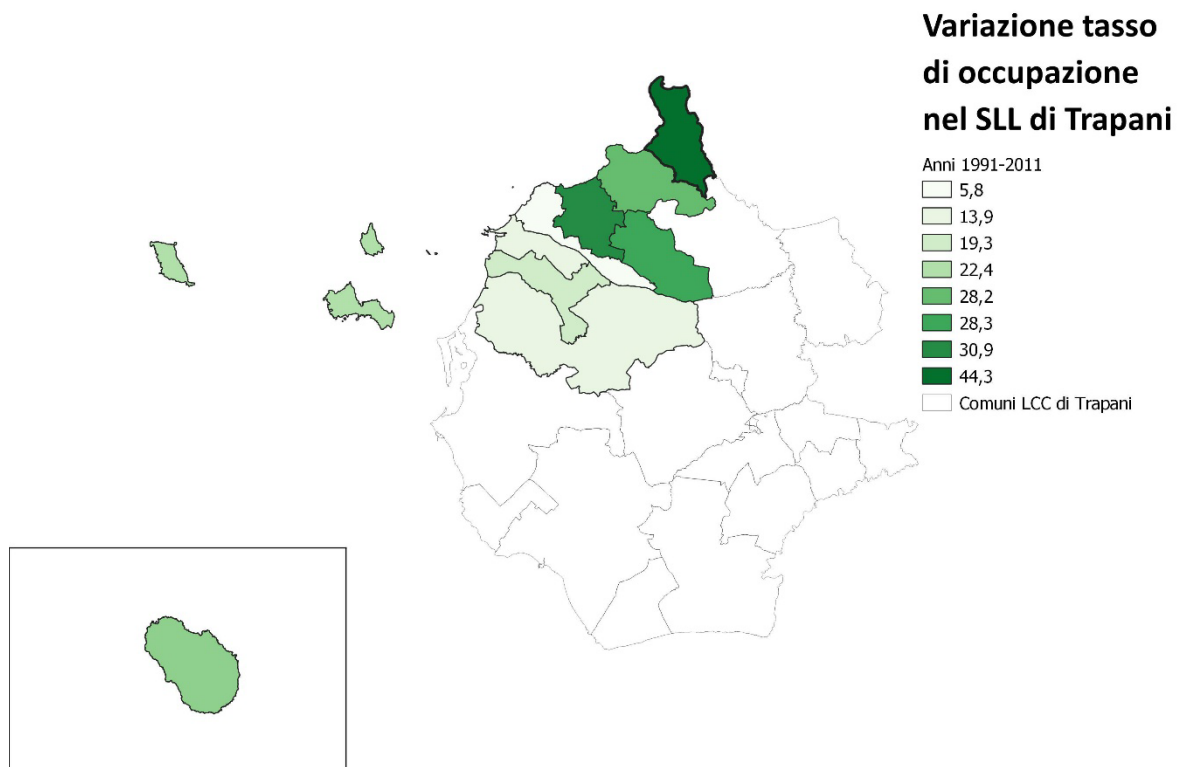 Variazione tasso
di occupazione
nel SLL di Trapani
Anni 1991-2011
5,8
13,9
19,3
22,4
28,2
28,3
30,9
44,3
Comuni LCC di Trapani